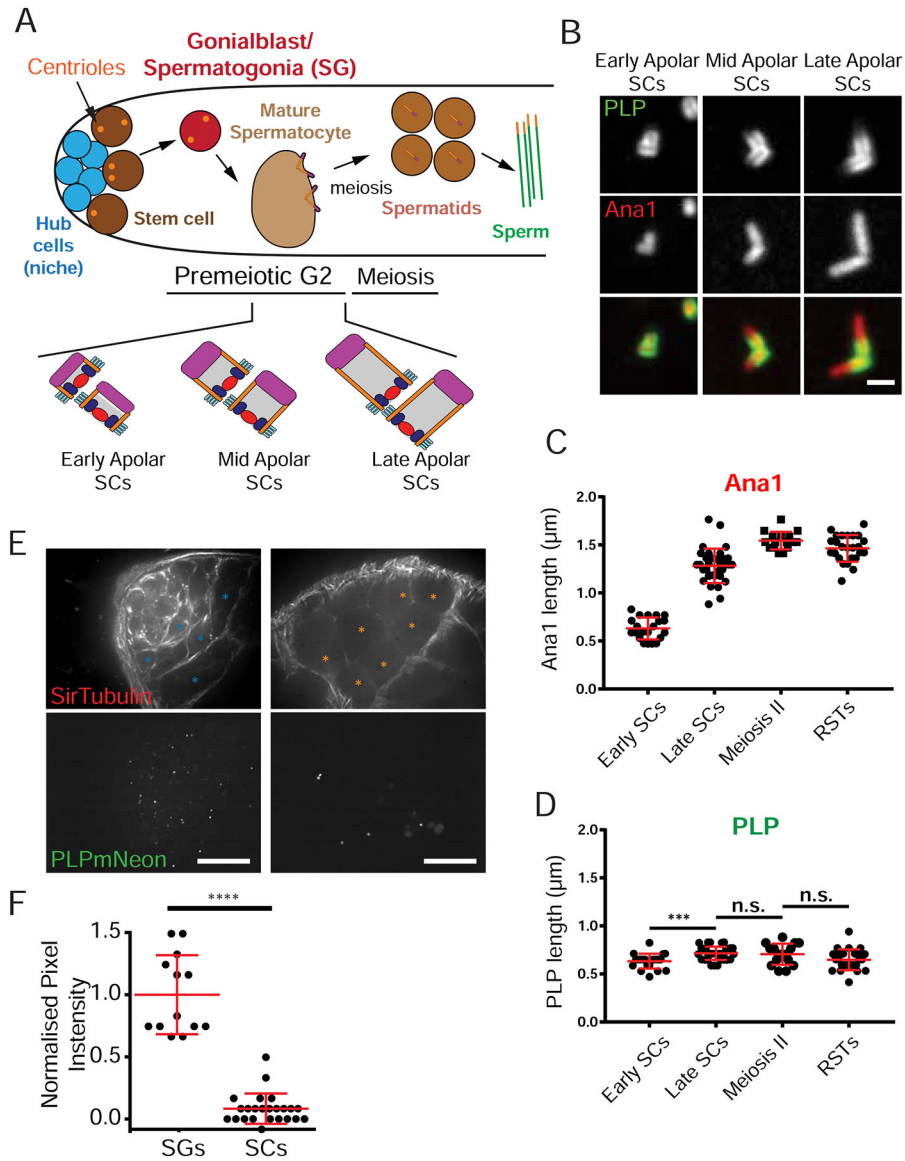 A
Gonialblast/
Spermatogonia (SG)
Centrioles
Mature
Spermatocyte
meiosis
Stem cell
Spermatids
Hub
cells
(niche)
Sperm
Premeiotic G2
Meiosis
Early Apolar
SCs
Mid Apolar
SCs
Late Apolar
SCs
B
Early Apolar
SCs
Mid Apolar
SCs
Late Apolar
SCs
PLP
Ana1
C
Ana1
Ana1 length (μm)
2.0
1.5
1.0
0.5
0.0
Early SCs
Late SCs
Meiosis II
RSTs
D
PLP
PLP length (μm)
2.0
1.5
1.0
0.5
0.0
***
n.s.
n.s.
Early SCs
Late SCs
Meiosis II
RSTs
E
SirTubulin
PLPmNeon
F
****
Normalised Pixel
Instensity
1.5
1.0
0.5
0.0
SGs
SCs